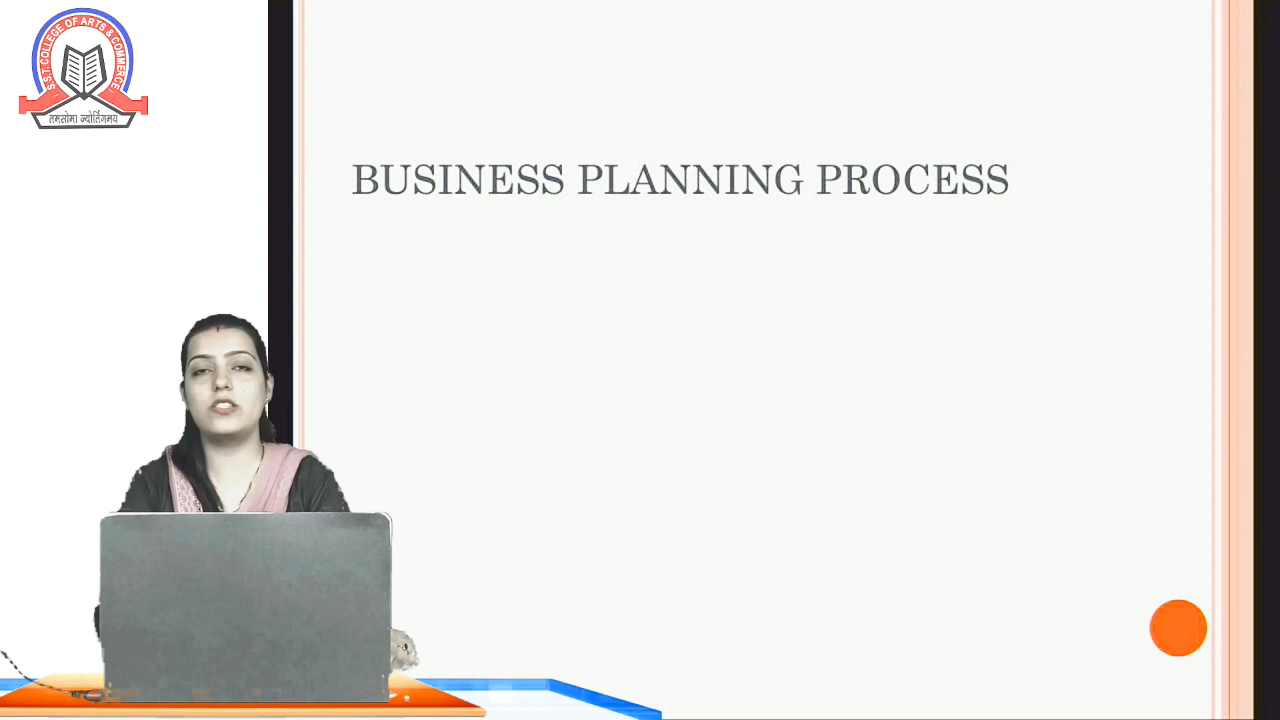 S.S.T. COLLEGE OF ARTS & COMMERCE
तमसोमा ज्योर्तिगमय
BUSINESS PLANNING PROCESS